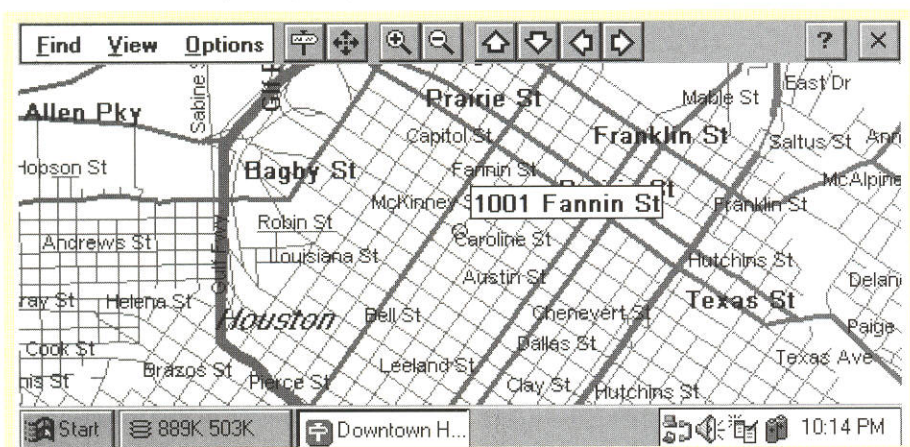 Find View Options ? ×
Prairie St
Mable St
East Dr
Allen Pky
Sabine
Capitol St
Franklin St
Saltus St
Hopson St
Bagby St
Fannin St
McAlpine
McKinney
1001 Fannin St
Franklin St
Robin St
Andrews St
Caroline St
Louisiana St
Hutchins St
Austin St
Delan
ray St
Helena St
Texas St
Houston
Bell St
Chenevert St
Paige
Cook St
Dallas St
Texas Ave
Brazos St
Leeland St
nis St
Pierce St
Clay St
Hutchins St
Start 889K 503K Downtown H... 10:14 PM